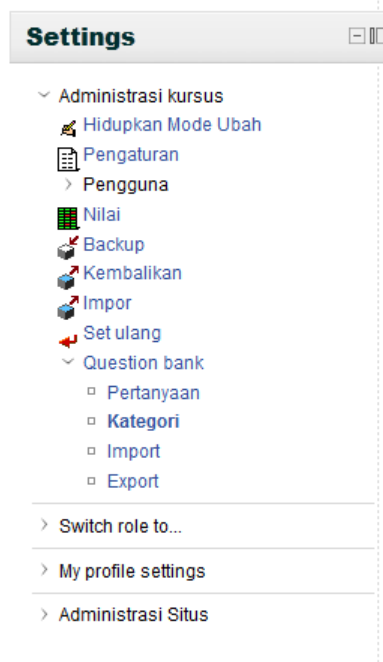 Settings
Administrasi kursus
Hidupkan Mode Ubah
Pengaturan
Pengguna
Nilai
Backup
Kembalikan
Impor
Set ulang
Question bank
Pertanyaan
Kategori
Import
Export
Switch role to...
My profile settings
Administrasi Situs